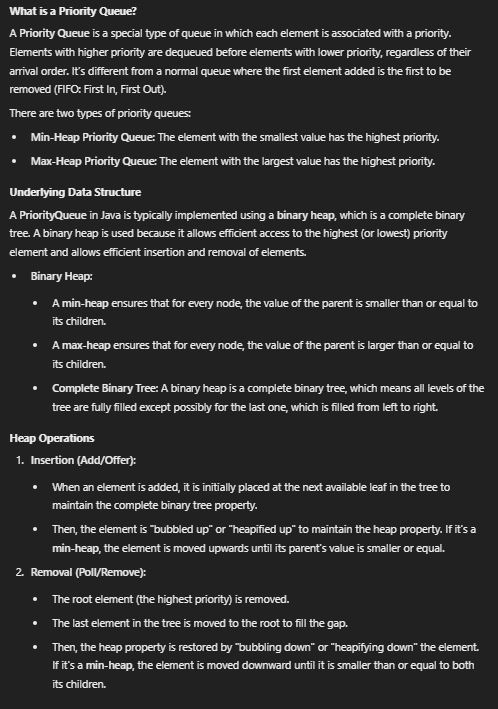 What is a Priority Queue?
A Priority Queue is a special type of queue in which each element is associated with a priority.
Elements with higher priority are dequeued before elements with lower priority, regardless of their
arrival order. It's different from a normal queue where the first element added is the first to be
removed (FIFO: First In, First Out).
There are two types of priority queues:
• Min-Heap Priority Queue: The element with the smallest value has the highest priority.
• Max-Heap Priority Queue: The element with the largest value has the highest priority.
Underlying Data Structure
A PriorityQueue in Java is typically implemented using a binary heap, which is a complete binary
tree. A binary heap is used because it allows efficient access to the highest (or lowest) priority
element and allows efficient insertion and removal of elements.
• Binary Heap:
• A min-heap ensures that for every node, the value of the parent is smaller than or equal to
its children.
• A max-heap ensures that for every node, the value of the parent is larger than or equal to
its children.
• Complete Binary Tree: A binary heap is a complete binary tree, which means all levels of the
tree are fully filled except possibly for the last one, which is filled from left to right.
Heap Operations
1. Insertion (Add/Offer):
• When an element is added, it is initially placed at the next available leaf in the tree to
maintain the complete binary tree property.
• Then, the element is "bubbled up" or "heapified up" to maintain the heap property. If it's a
min-heap, the element is moved upwards until its parent's value is smaller or equal.
2. Removal (Poll/Remove):
• The root element (the highest priority) is removed.
• The last element in the tree is moved to the root to fill the gap.
• Then, the heap property is restored by "bubbling down" or "heapifying down" the element.
If it's a min-heap, the element is moved downward until it is smaller than or equal to both
its children.